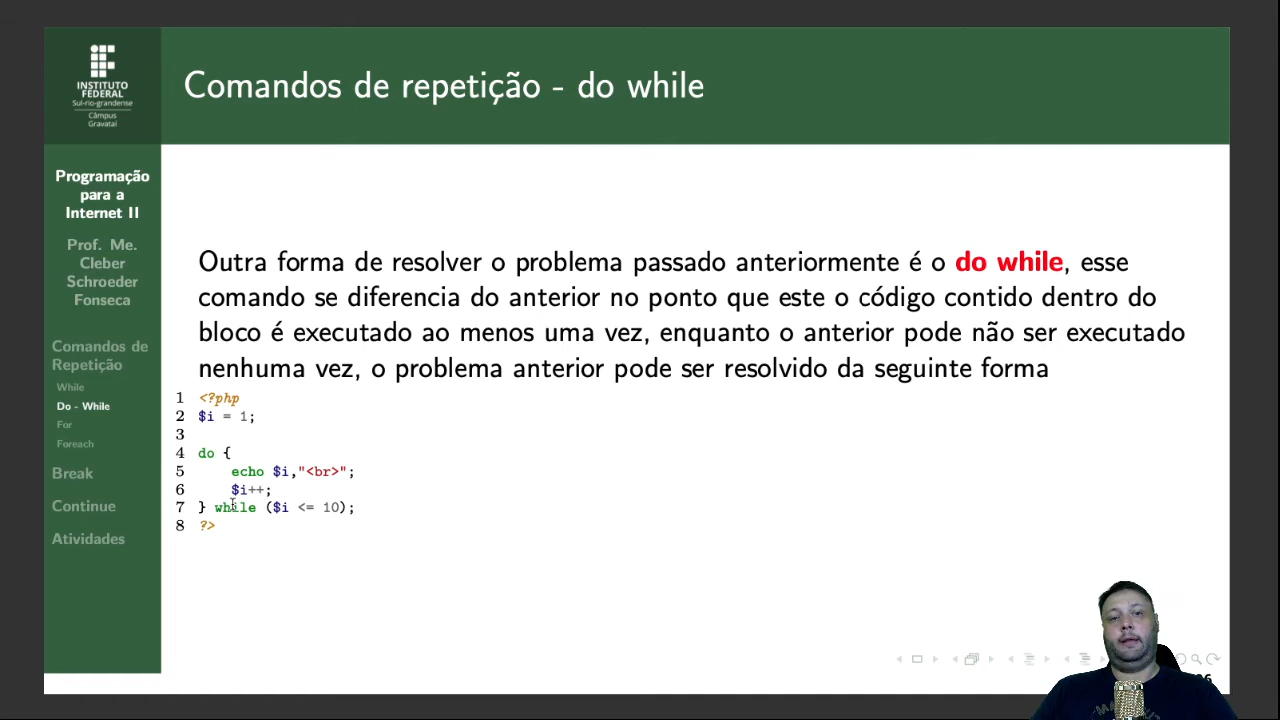 INSTITUTO
FEDERAL
Sul-rio-grandense
Câmpus
Gravataí
Comandos de repetição - do while
Programação
para a
Internet II
Prof. Me.
Cleber
Schroeder
Fonseca
Comandos de
Repetição
While
Do - While
For
Foreach
Break
Continue
Atividades
Outra forma de resolver o problema passado anteriormente é o do while, esse
comando se diferencia do anterior no ponto que este o código contido dentro do
bloco é executado ao menos uma vez, enquanto o anterior pode não ser executado
nenhuma vez, o problema anterior pode ser resolvido da seguinte forma
1 <?php
2 $i = 1;
3
4 do {
5 echo $i,"<br>";
6 $i++;
7 } while ($i <= 10);
8 ?>